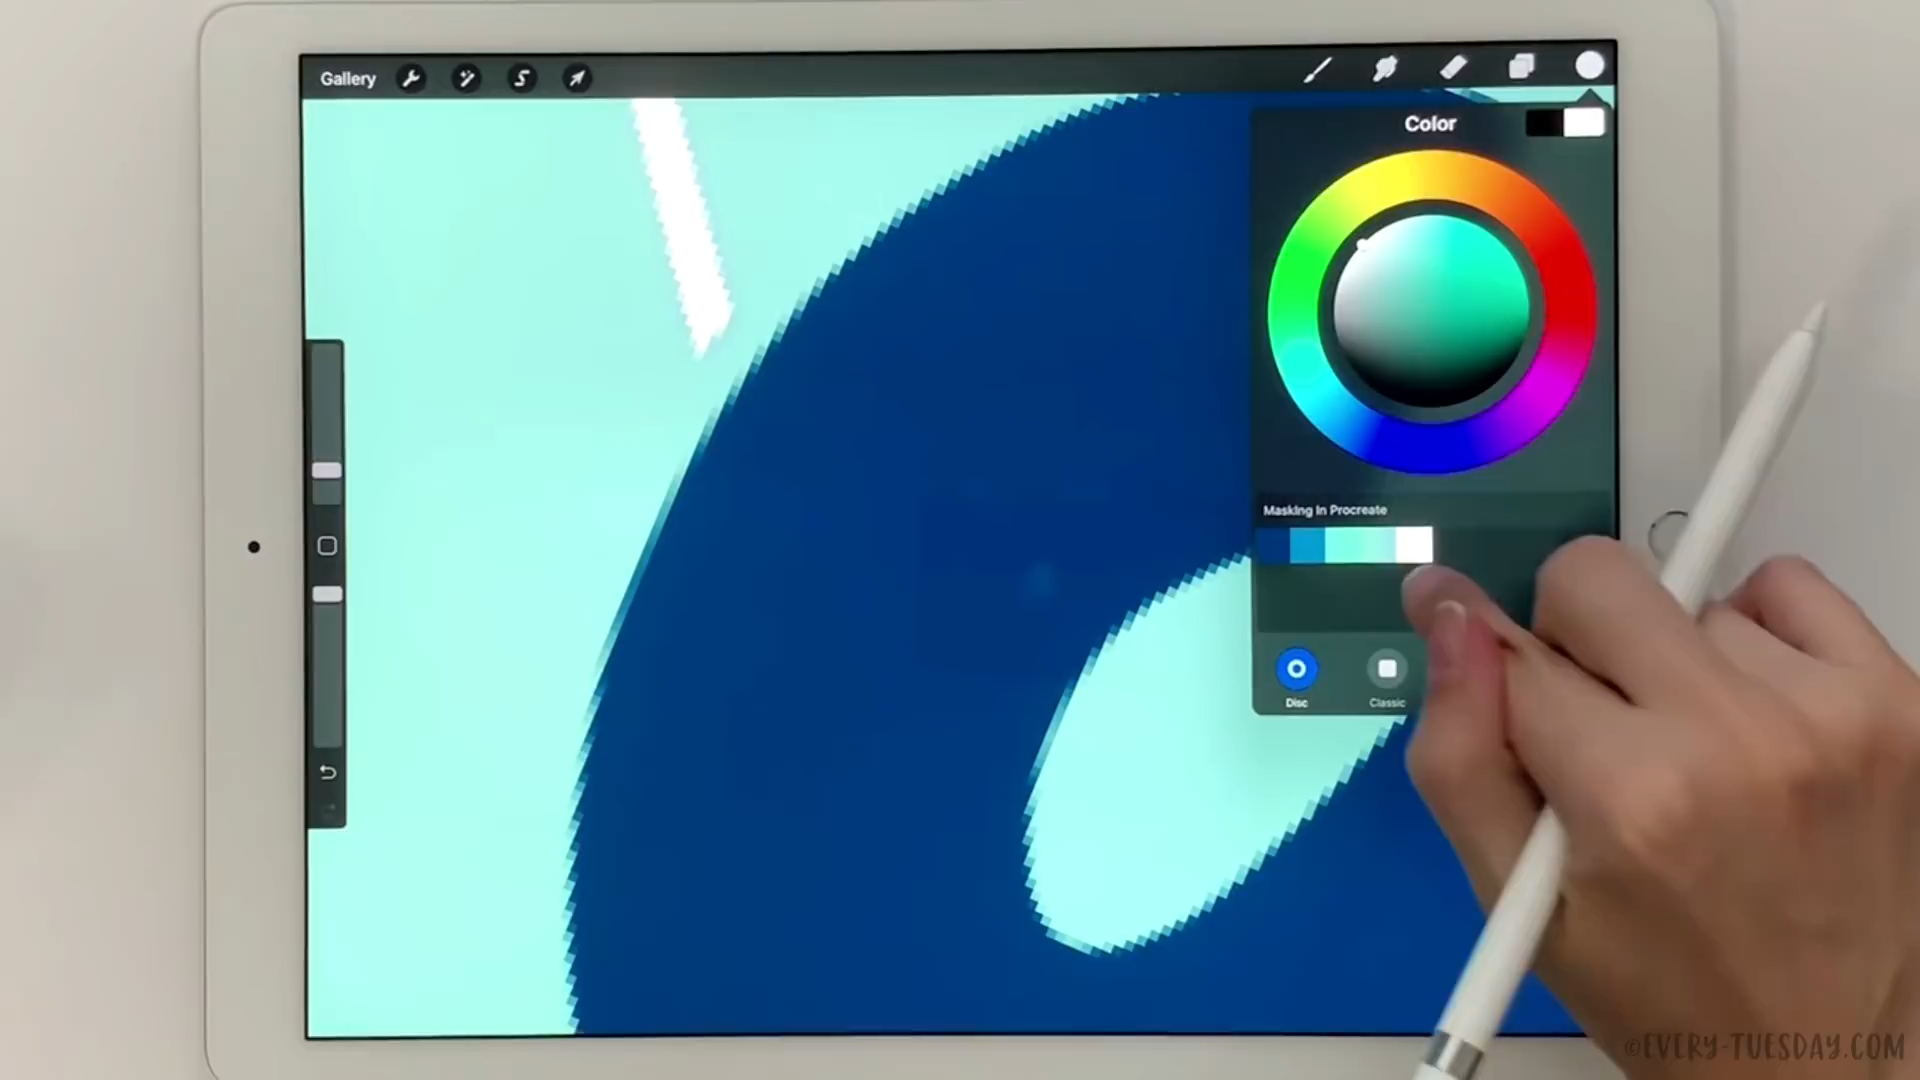 Gallery
Color
Masking in Procreate
Disc
Classic
©EVERY-TUESDAY.COM